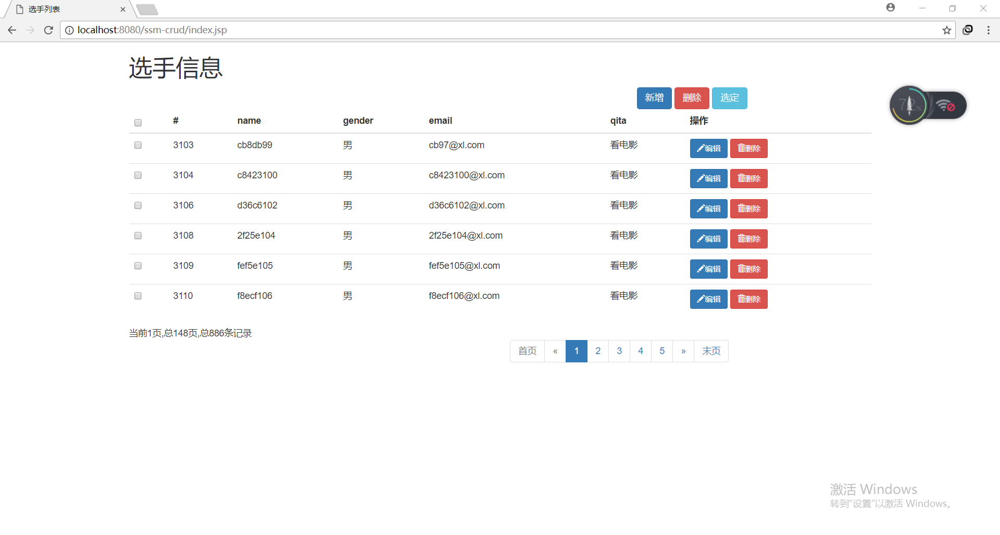 选手列表
localhost:8080/ssm-crud/index.jsp
选手信息
新增 删除 选定
# name gender email qita 操作
3103 cb8db99 男 cb97@xl.com 看电影 编辑 删除
3104 c8423100 男 c8423100@xl.com 看电影 编辑 删除
3106 d36c6102 男 d36c6102@xl.com 看电影 编辑 删除
3108 2f25e104 男 2f25e104@xl.com 看电影 编辑 删除
3109 fef5e105 男 fef5e105@xl.com 看电影 编辑 删除
3110 f8ecf106 男 f8ecf106@xl.com 看电影 编辑 删除
当前1页,总148页,总886条记录
首页 « 1 2 3 4 5 » 末页
激活 Windows
转到“设置”以激活 Windows。